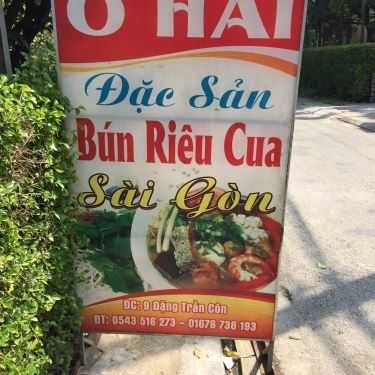 Ô HAI
Đặc Sản
Bún Riêu Cua
Sài Gòn
ĐC: 9 Đặng Trần Côn
ĐT: 0543 516 273 - 01678 738 193